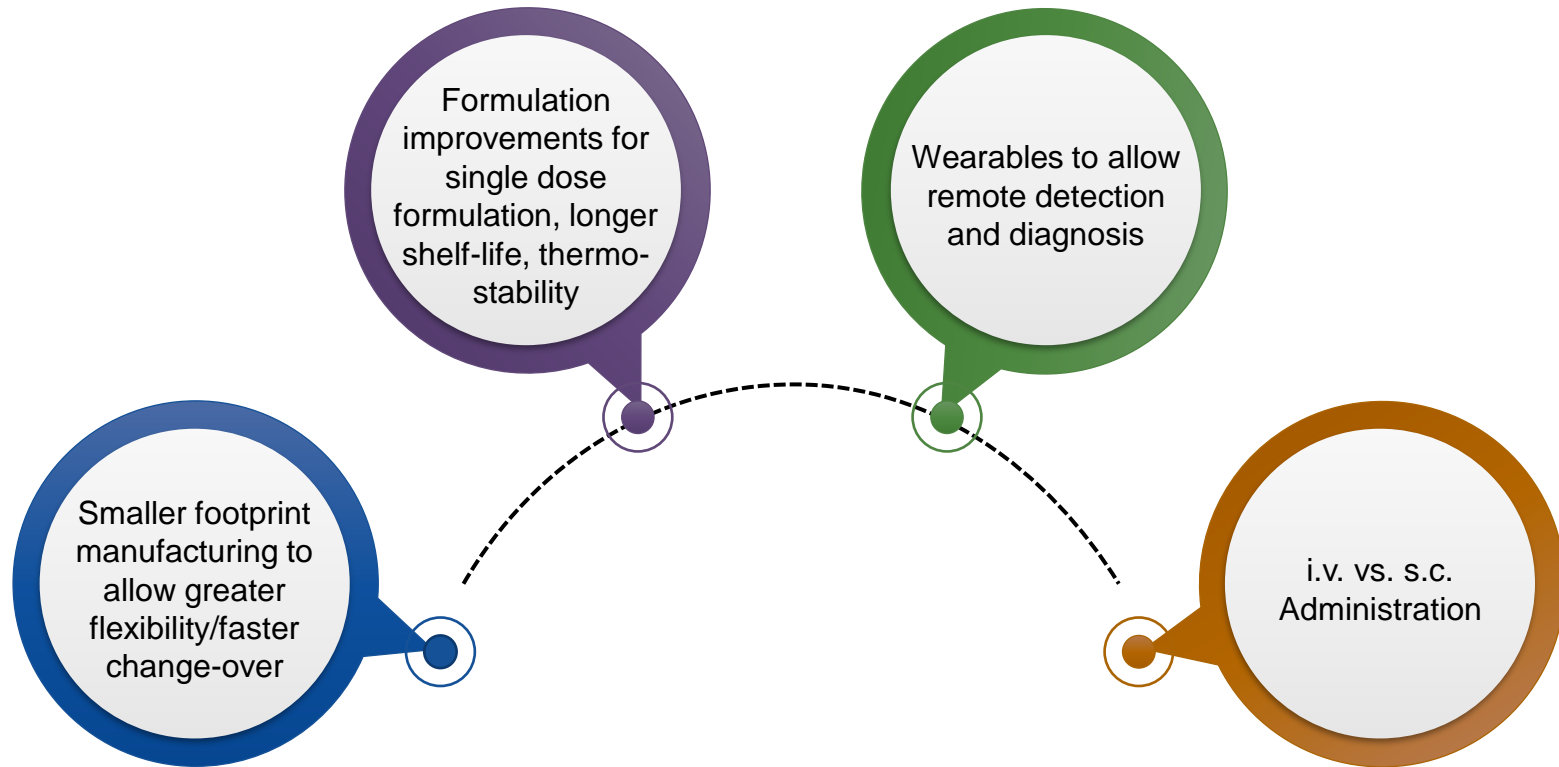 Formulation
improvements for
single dose
formulation, longer
shelf-life, thermo-
stability
Wearables to allow
remote detection
and diagnosis
Smaller footprint
manufacturing to
allow greater
flexibility/faster
change-over
i.v. vs. s.c.
Administration